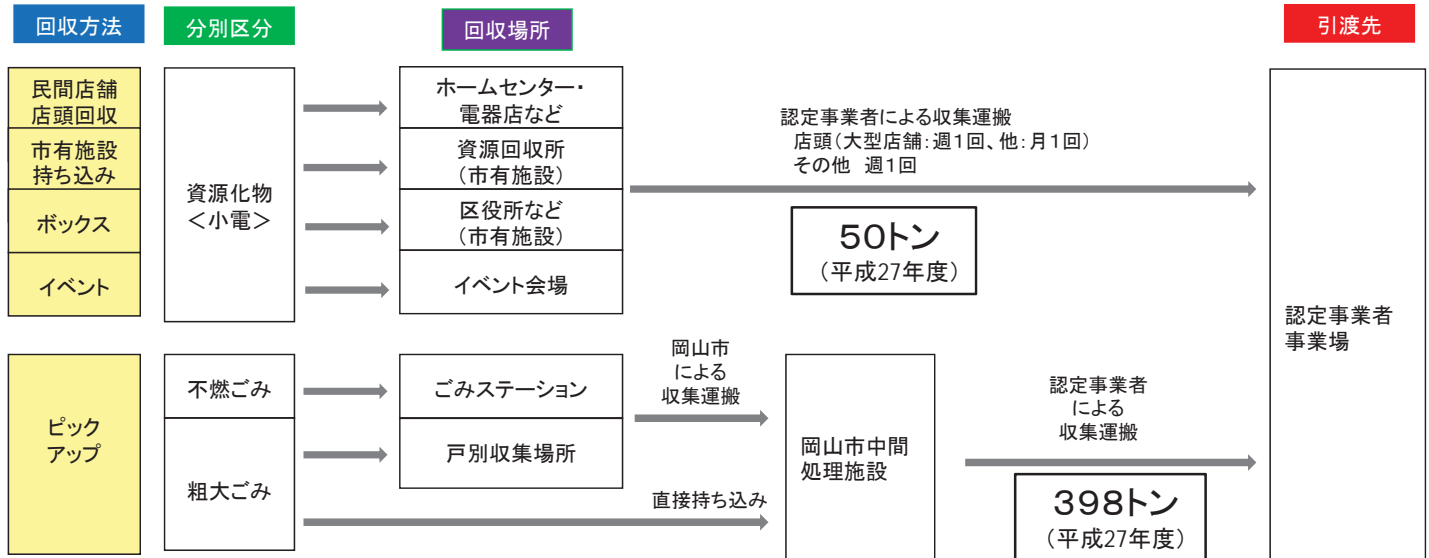 回収方法
分別区分
回収場所
引渡先
民間店舗
店頭回収
市有施設
持ち込み
ボックス
イベント
資源化物
＜小電＞
ホームセンター・
電器店など
資源回収所
（市有施設）
区役所など
（市有施設）
イベント会場
認定事業者による収集運搬
店頭（大型店舗：週1回、他：月1回）
その他 週1回
50トン
（平成27年度）
認定事業者
事業場
ピック
アップ
不燃ごみ
粗大ごみ
ごみステーション
戸別収集場所
岡山市
による
収集運搬
直接持ち込み
岡山市中間
処理施設
認定事業者
による
収集運搬
398トン
（平成27年度）